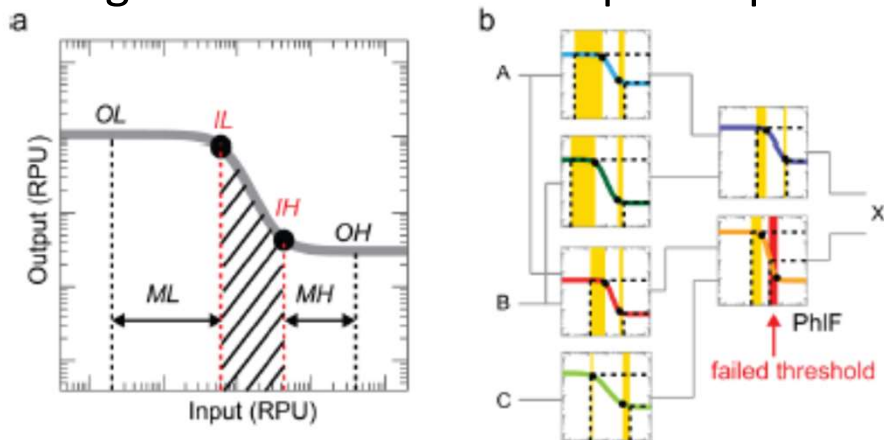 a
OL
IL
IH
OH
ML
MH
Output (RPU)
Input (RPU)
b
A
B
C
X
PhlF
failed threshold